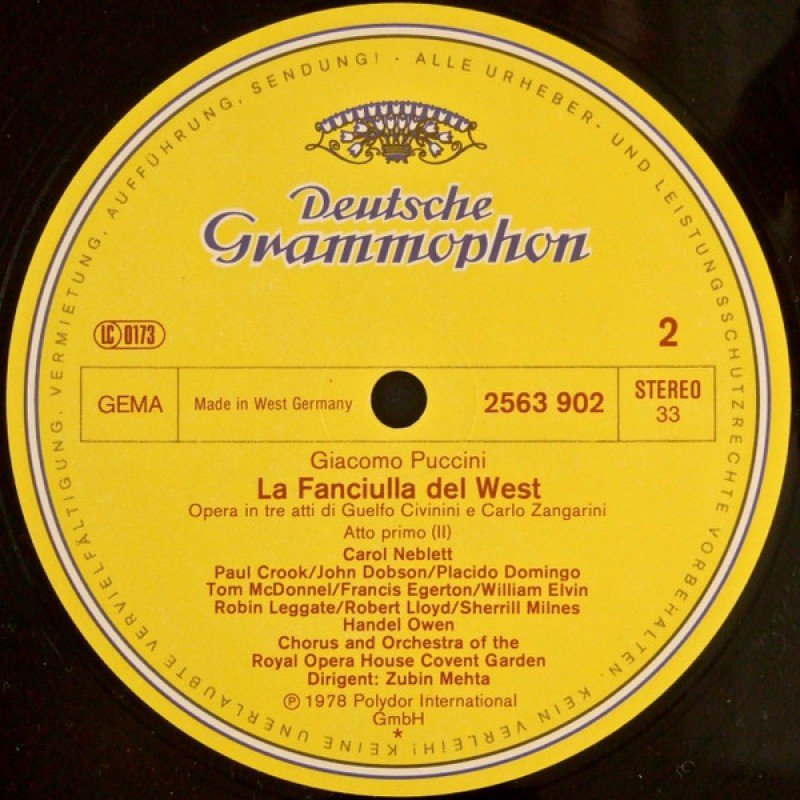 ALLE URHEBER- UND LEISTUNGSSCHUTZRECHTE VORBEHALTEN. KEIN VERLEIH! KEINE UNERLAUBTE VERVIELFÄLTIGUNG, VERMIETUNG, AUFFÜHRUNG, SENDUNG! ·
Deutsche
Grammophon
LC 0173
2
GEMA
Made in West Germany
2563 902
STEREO
33
Giacomo Puccini
La Fanciulla del West
Opera in tre atti di Guelfo Civinini e Carlo Zangarini
Atto primo (II)
Carol Neblett
Paul Crook/John Dobson/Placido Domingo
Tom McDonnel/Francis Egerton/William Elvin
Robin Leggate/Robert Lloyd/Sherrill Milnes
Handel Owen
Chorus and Orchestra of the
Royal Opera House Covent Garden
Dirigent: Zubin Mehta
Ⓟ 1978 Polydor International
GmbH
*